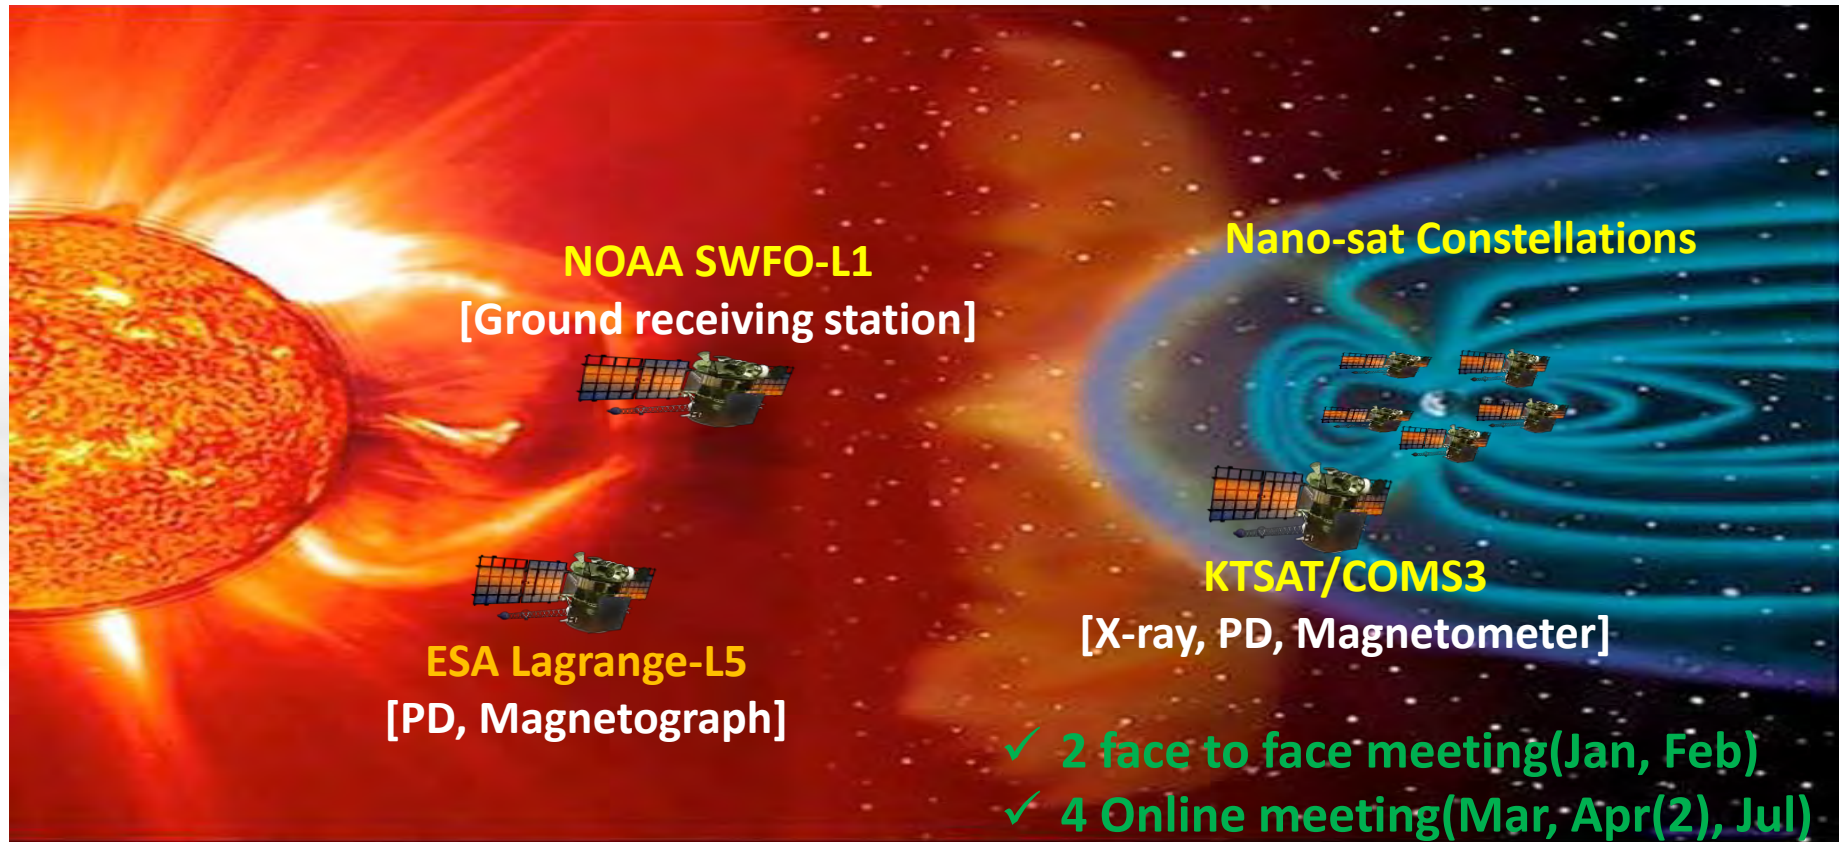 NOAA SWFO-L1
[Ground receiving station]
Nano-sat Constellations
ESA Lagrange-L5
[PD, Magnetograph]
KTSAT/COMS3
[X-ray, PD, Magnetometer]
✓ 2 face to face meeting(Jan, Feb)
✓ 4 Online meeting(Mar, Apr(2), Jul)